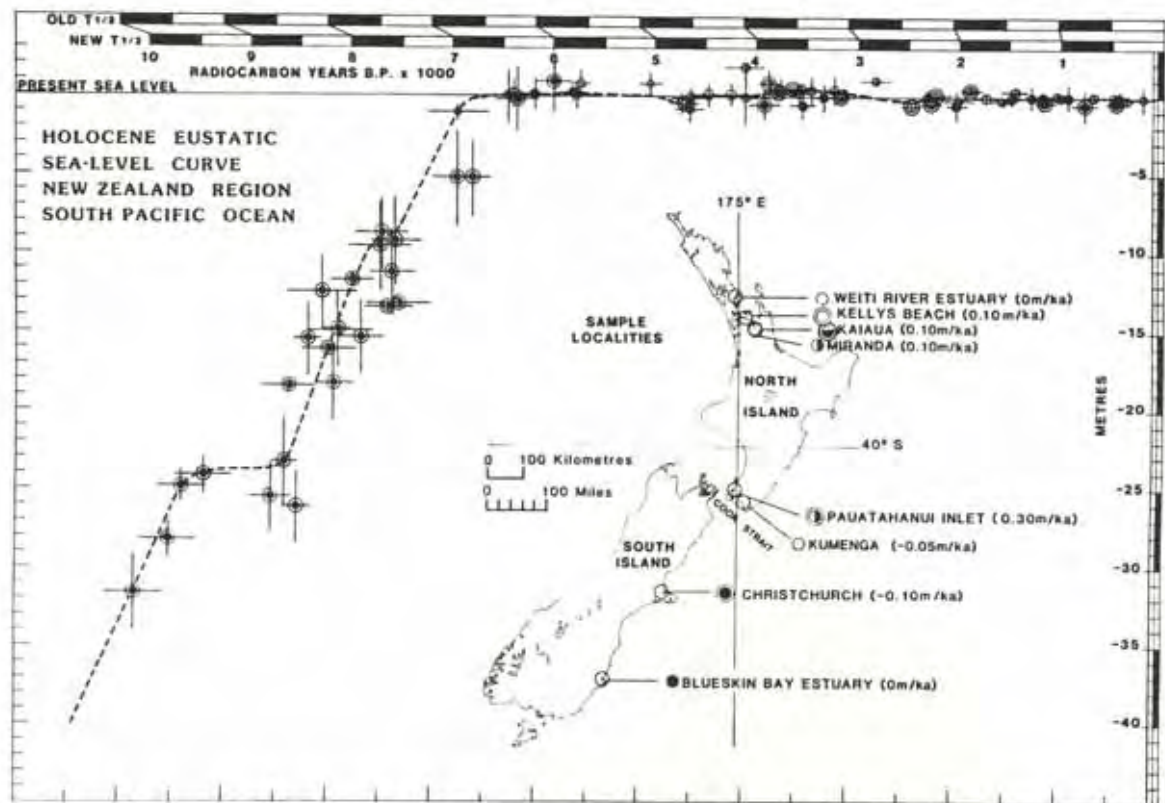 OLD T1/2
NEW T1/2
10 9 8 7 6 5 4 3 2 1
RADIOCARBON YEARS B.P. x 1000
PRESENT SEA LEVEL
HOLOCENE EUSTATIC
SEA-LEVEL CURVE
NEW ZEALAND REGION
SOUTH PACIFIC OCEAN
-5
-10
-15
-20
-25
-30
-35
-40
METRES
175° E
SAMPLE
LOCALITIES
WEITI RIVER ESTUARY (0m/ka)
KELLYS BEACH (0.10m/ka)
KAIAUA (0.10m/ka)
MIRANDA (0.10m/ka)
NORTH
ISLAND
40° S
0 100 Kilometres
0 100 Miles
COOK STRAIT
PAUATAHANUI INLET (0.30m/ka)
KUMENGA (-0.05m/ka)
SOUTH
ISLAND
CHRISTCHURCH (-0.10m/ka)
BLUESKIN BAY ESTUARY (0m/ka)